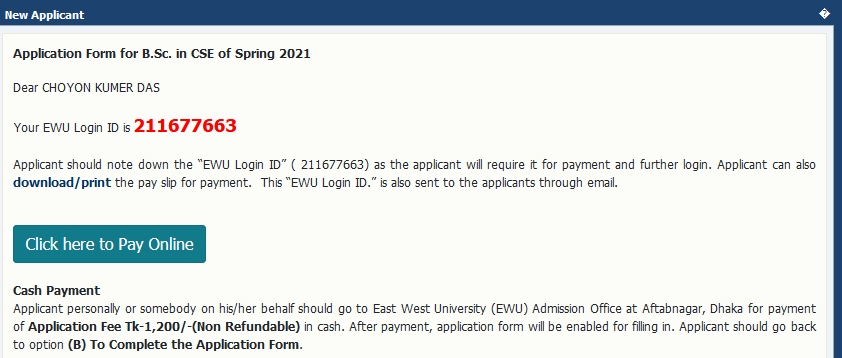 New Applicant
Application Form for B.Sc. in CSE of Spring 2021
Dear CHOYON KUMER DAS
Your EWU Login ID is 211677663
Applicant should note down the “EWU Login ID” ( 211677663) as the applicant will require it for payment and further login. Applicant can also
download/print the pay slip for payment.  This “EWU Login ID.” is also sent to the applicants through email.
Click here to Pay Online
Cash Payment
Applicant personally or somebody on his/her behalf should go to East West University (EWU) Admission Office at Aftabnagar, Dhaka for payment
of Application Fee Tk-1,200/-(Non Refundable) in cash. After payment, application form will be enabled for filling in. Applicant should go back
to option (B) To Complete the Application Form.